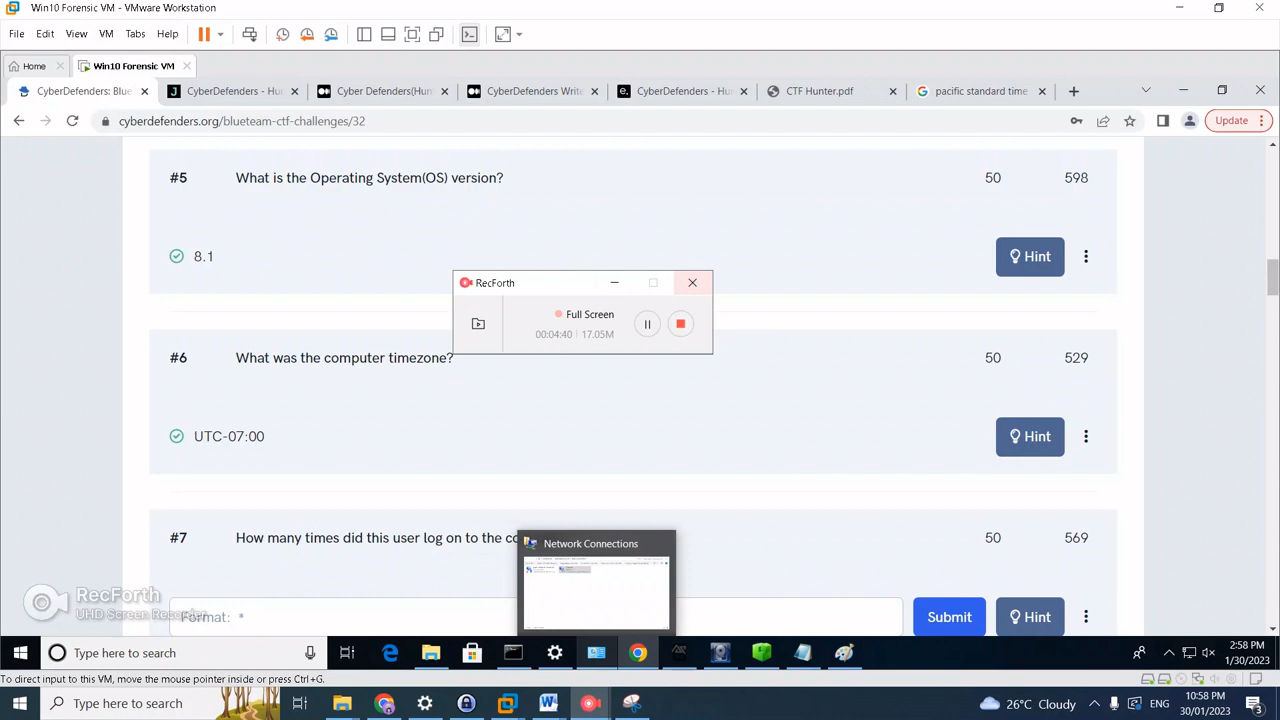 Win10 Forensic VM - VMware Workstation
File Edit View VM Tabs Help
Home Win10 Forensic VM
CyberDefenders: Blue CyberDefenders - Hu Cyber Defenders(Hun CyberDefenders Write CyberDefenders - Hu CTF Hunter.pdf pacific standard time
cyberdefenders.org/blueteam-ctf-challenges/32 Update
#5 What is the Operating System(OS) version? 50 598
8.1 Hint
RecForth
Full Screen
00:04:40 17.05M
#6 What was the computer timezone? 50 529
UTC-07:00 Hint
Network Connections
#7 How many times did this user log on to the co 50 569
RecForth
UHD Screen Recorder
Format: * Submit Hint
Type here to search 2:58 PM
1/30/2023
To direct input to this VM, move the mouse pointer inside or press Ctrl+G.
Type here to search 26°C Cloudy ENG 10:58 PM
30/01/2023
3